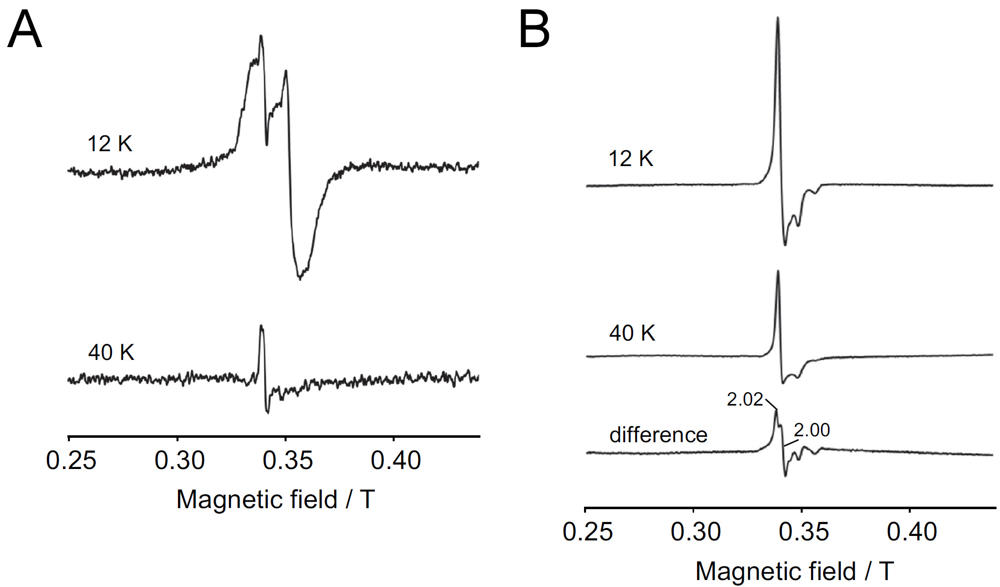 A
12 K
40 K
0.25 0.30 0.35 0.40
Magnetic field / T
B
12 K
40 K
2.02
2.00
difference
0.25 0.30 0.35 0.40
Magnetic field / T